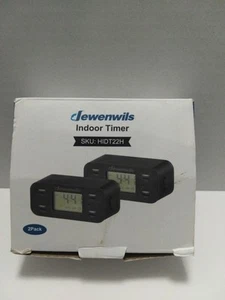 Dewenwils
Indoor Timer
SKU: HIDT22H
2Pack